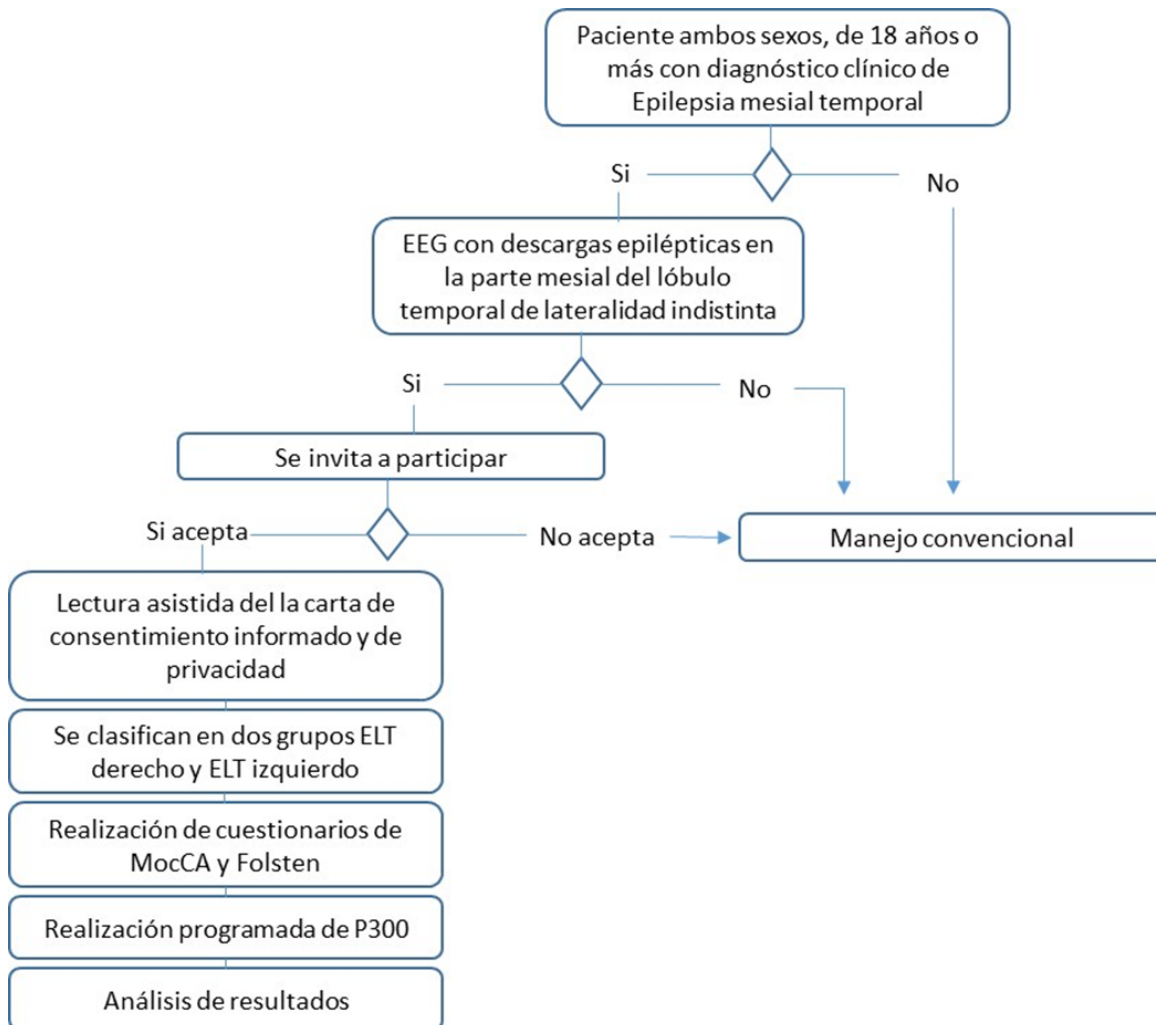 Paciente ambos sexos, de 18 años o
más con diagnóstico clínico de
Epilepsia mesial temporal
Si
No
EEG con descargas epilépticas en
la parte mesial del lóbulo
temporal de lateralidad indistinta
Si
No
Se invita a participar
Si acepta
No acepta
Manejo convencional
Lectura asistida del la carta de
consentimiento informado y de
privacidad
Se clasifican en dos grupos ELT
derecho y ELT izquierdo
Realización de cuestionarios de
MocCA y Folsten
Realización programada de P300
Análisis de resultados